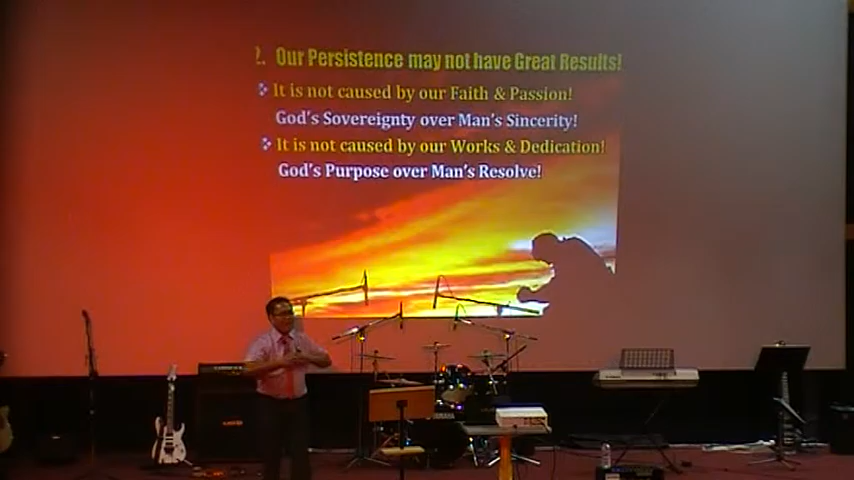 2. Our Persistence may not have Great Results!
It is not caused by our Faith & Passion!
God's Sovereignty over Man's Sincerity!
It is not caused by our Works & Dedication!
God's Purpose over Man's Resolve!